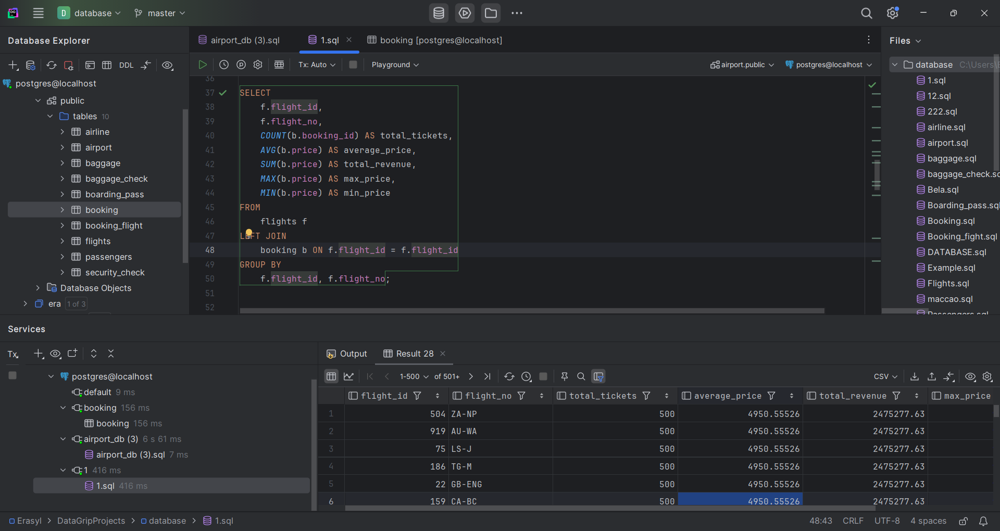 D database master
Database Explorer
airport_db (3).sql 1.sql booking [postgres@localhost]
Files
DDL
Tx: Auto Playground airport.public postgres@localhost
postgres@localhost
public
tables 10
airline
airport
baggage
baggage_check
boarding_pass
booking
booking_flight
flights
passengers
security_check
Database Objects
era 1 of 3
36
37 SELECT
38 f.flight_id,
39 f.flight_no,
40 COUNT(b.booking_id) AS total_tickets,
41 AVG(b.price) AS average_price,
42 SUM(b.price) AS total_revenue,
43 MAX(b.price) AS max_price,
44 MIN(b.price) AS min_price
45 FROM
46 flights f
47 LEFT JOIN
48 booking b ON f.flight_id = f.flight_id
49 GROUP BY
50 f.flight_id, f.flight_no;
51
52
database C:\Users\
1.sql
12.sql
222.sql
airline.sql
airport.sql
baggage.sql
baggage_check.sq
Bela.sql
Boarding_pass.sql
Booking.sql
Booking_fight.sql
DATABASE.sql
Example.sql
Flights.sql
maccao.sql
Passengers.sql
Services
Tx
postgres@localhost
default 9 ms
booking 156 ms
booking 156 ms
airport_db (3) 6 s 61 ms
airport_db (3).sql 7 ms
1 416 ms
1.sql 416 ms
Output Result 28
1-500 of 501+ CSV
flight_id flight_no total_tickets average_price total_revenue max_price
1 504 ZA-NP 500 4950.55526 2475277.63
2 919 AU-WA 500 4950.55526 2475277.63
3 75 LS-J 500 4950.55526 2475277.63
4 186 TG-M 500 4950.55526 2475277.63
5 22 GB-ENG 500 4950.55526 2475277.63
6 159 CA-BC 500 4950.55526 2475277.63
Erasyl > DataGripProjects > database > 1.sql
48:43 CRLF UTF-8 4 spaces